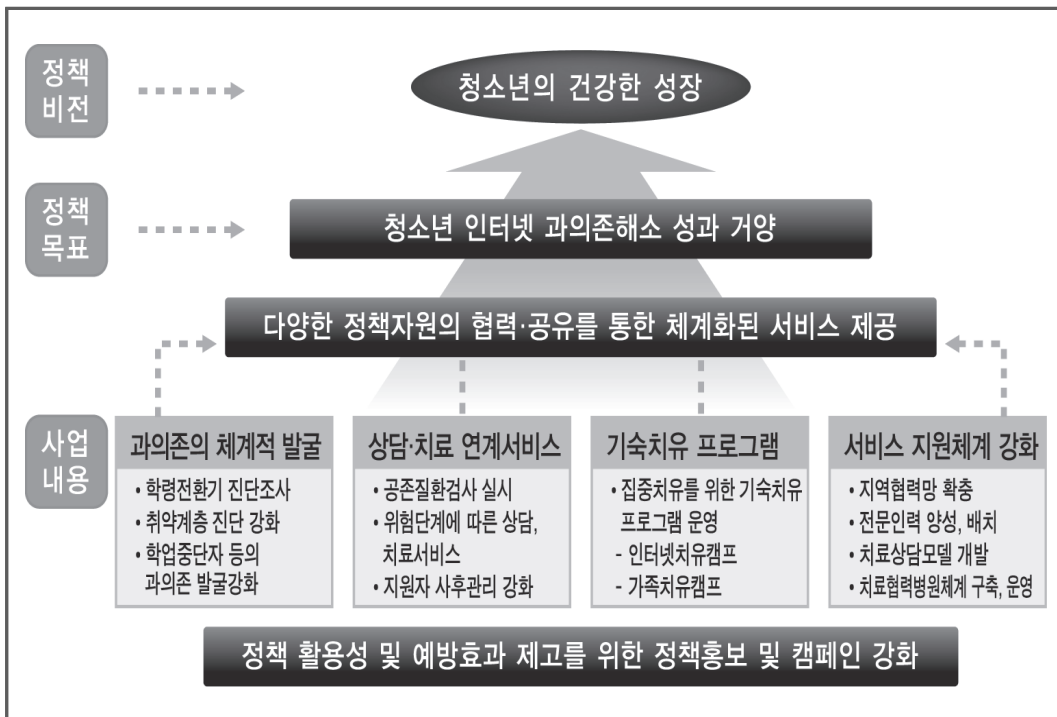 정책
비전
청소년의 건강한 성장
정책
목표
청소년 인터넷 과의존해소 성과 거양
다양한 정책자원의 협력·공유를 통한 체계화된 서비스 제공
사업
내용
과의존의 체계적 발굴
• 학령전환기 진단조사
• 취약계층 진단 강화
• 학업중단자 등의
과의존 발굴강화
상담·치료 연계서비스
• 공존질환검사 실시
• 위험단계에 따른 상담,
치료서비스
• 지원자 사후관리 강화
기숙치유 프로그램
• 집중치유를 위한 기숙치유
프로그램 운영
- 인터넷치유캠프
- 가족치유캠프
서비스 지원체계 강화
• 지역협력망 확충
• 전문인력 양성, 배치
• 치료상담모델 개발
• 치료협력병원체계 구축, 운영
정책 활용성 및 예방효과 제고를 위한 정책홍보 및 캠페인 강화